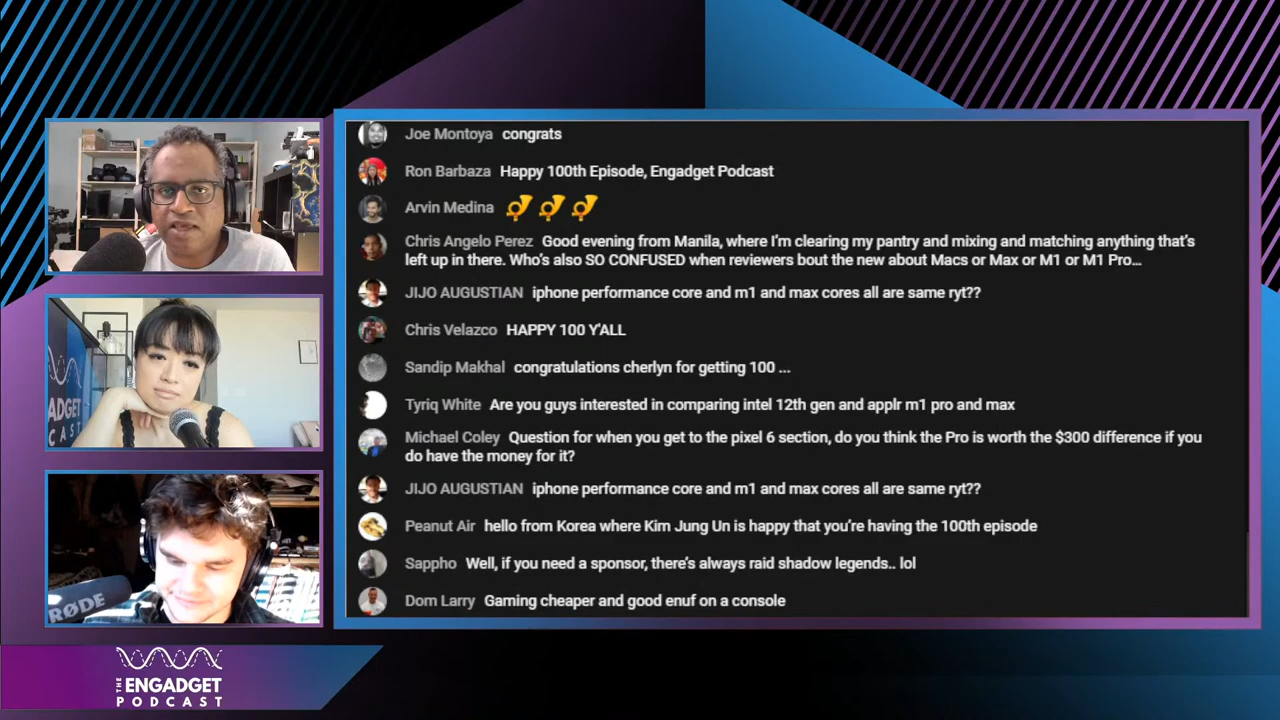 Joe Montoya congrats
Ron Barbaza Happy 100th Episode, Engadget Podcast
Arvin Medina
Chris Angelo Perez Good evening from Manila, where I'm clearing my pantry and mixing and matching anything that's
left up in there. Who's also SO CONFUSED when reviewers bout the new about Macs or Max or M1 or M1 Pro...
JIJO AUGUSTIAN iphone performance core and m1 and max cores all are same ryt??
Chris Velazco HAPPY 100 Y'ALL
Sandip Makhal congratulations cherlyn for getting 100 ...
Tyriq White Are you guys interested in comparing intel 12th gen and applr m1 pro and max
Michael Coley Question for when you get to the pixel 6 section, do you think the Pro is worth the $300 difference if you
do have the money for it?
JIJO AUGUSTIAN iphone performance core and m1 and max cores all are same ryt??
Peanut Air hello from Korea where Kim Jung Un is happy that you're having the 100th episode
Sappho Well, if you need a sponsor, there's always raid shadow legends.. lol
Dom Larry Gaming cheaper and good enuf on a console
ADGET
CAST
RØDE
THE ENGADGET
PODCAST